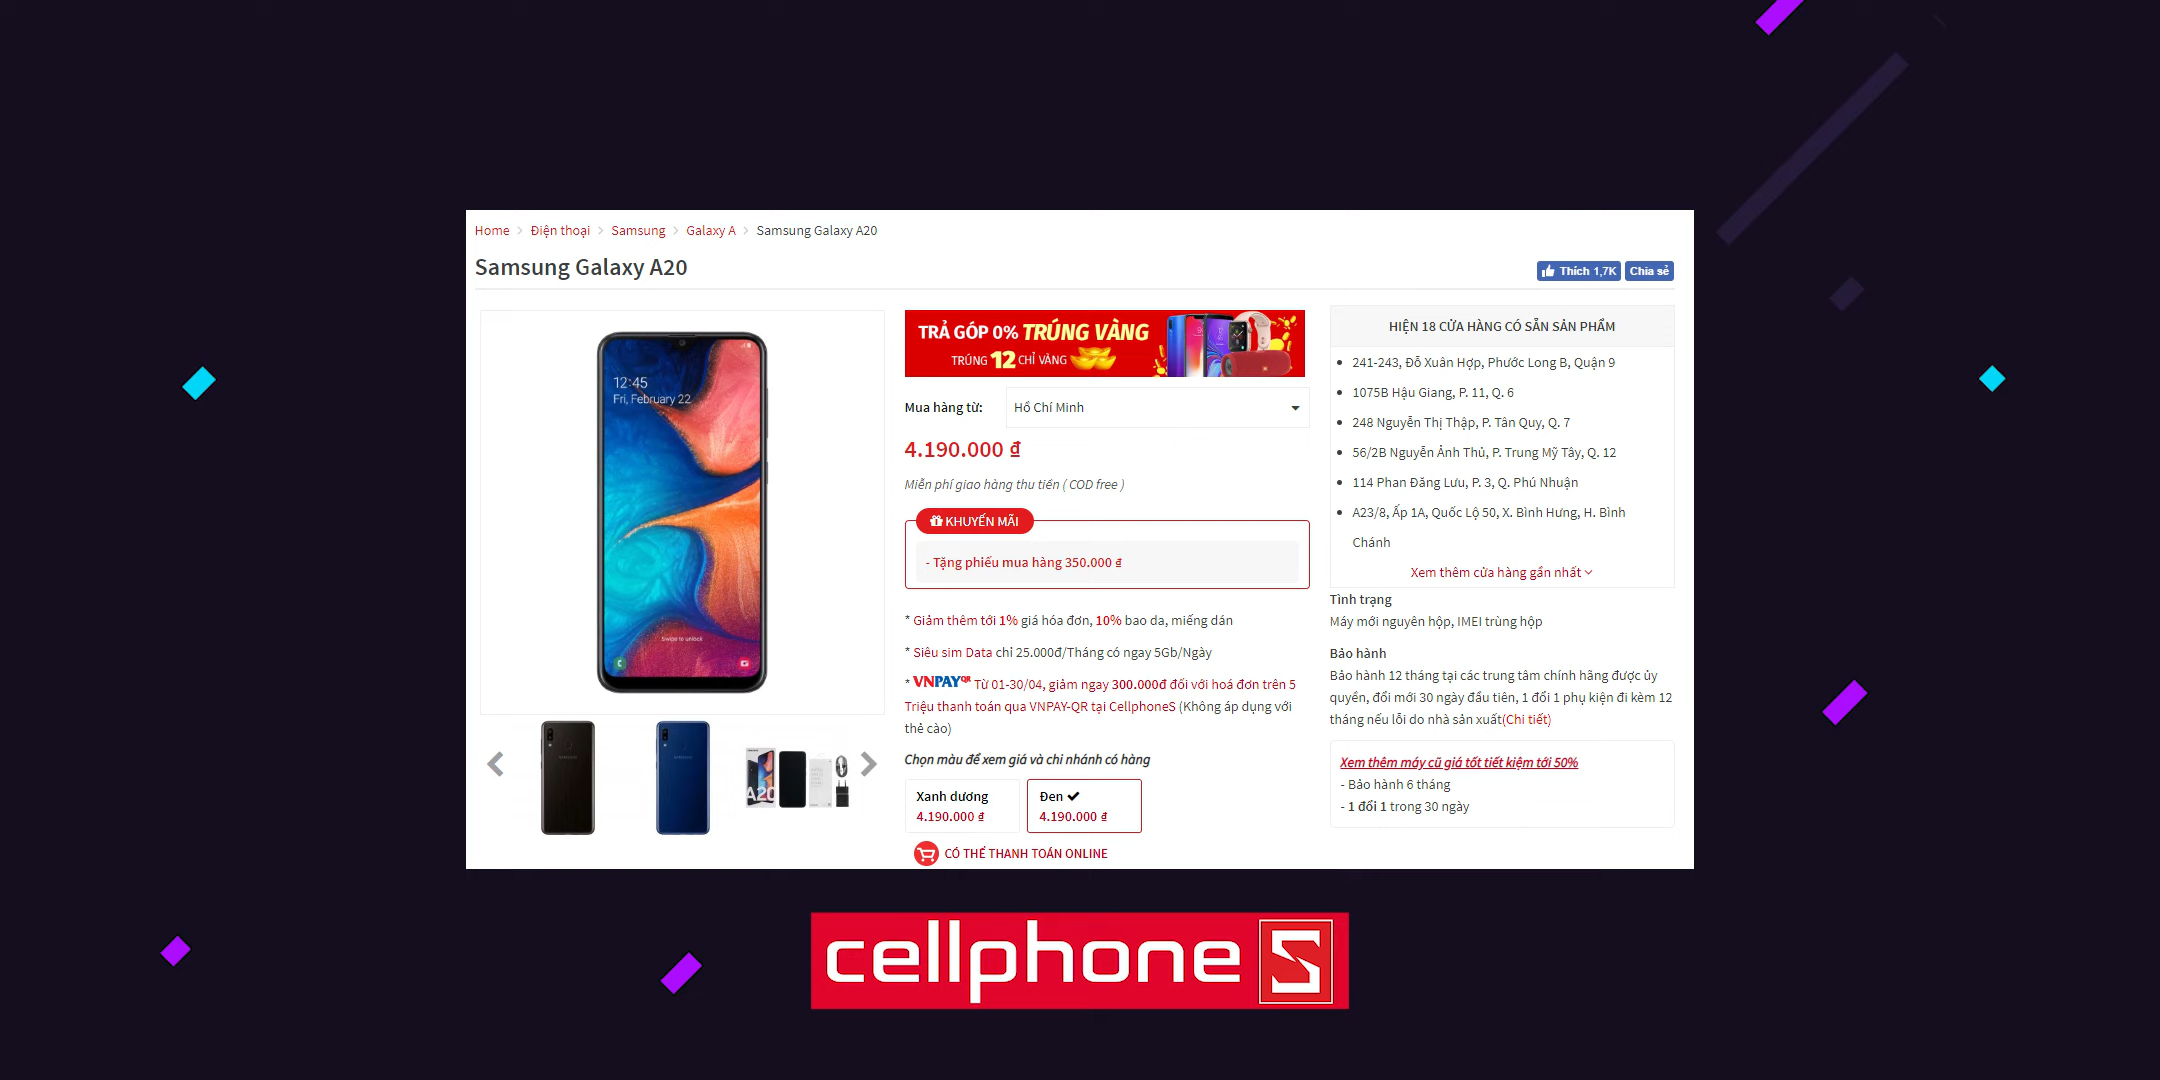 Home > Điện thoại > Samsung > Galaxy A > Samsung Galaxy A20
Samsung Galaxy A20
Thích 1,7K Chia sẻ
12:45
Fri, February 22
Swipe to unlock
SAMSUNG
SAMSUNG
A20
TRẢ GÓP 0% TRÚNG VÀNG
TRÚNG 12 CHỈ VÀNG
Mua hàng từ: Hồ Chí Minh
4.190.000 ₫
Miễn phí giao hàng thu tiền ( COD free )
KHUYẾN MÃI
- Tặng phiếu mua hàng 350.000 ₫
* Giảm thêm tới 1% giá hóa đơn, 10% bao da, miếng dán
* Siêu sim Data chỉ 25.000đ/Tháng có ngay 5Gb/Ngày
* VNPAYQR Từ 01-30/04, giảm ngay 300.000đ đối với hoá đơn trên 5
Triệu thanh toán qua VNPAY-QR tại CellphoneS (Không áp dụng với
thẻ cào)
Chọn màu để xem giá và chi nhánh có hàng
Xanh dương
4.190.000 ₫
Đen ✔
4.190.000 ₫
CÓ THỂ THANH TOÁN ONLINE
HIỆN 18 CỬA HÀNG CÓ SẴN SẢN PHẨM
• 241-243, Đỗ Xuân Hợp, Phước Long B, Quận 9
• 1075B Hậu Giang, P. 11, Q. 6
• 248 Nguyễn Thị Thập, P. Tân Quy, Q. 7
• 56/2B Nguyễn Ảnh Thủ, P. Trung Mỹ Tây, Q. 12
• 114 Phan Đăng Lưu, P. 3, Q. Phú Nhuận
• A23/8, Ấp 1A, Quốc Lộ 50, X. Bình Hưng, H. Bình
Chánh
Xem thêm cửa hàng gần nhất
Tình trạng
Máy mới nguyên hộp, IMEI trùng hộp
Bảo hành
Bảo hành 12 tháng tại các trung tâm chính hãng được ủy
quyền, đổi mới 30 ngày đầu tiên, 1 đổi 1 phụ kiện đi kèm 12
tháng nếu lỗi do nhà sản xuất(Chi tiết)
Xem thêm máy cũ giá tốt tiết kiệm tới 50%
- Bảo hành 6 tháng
- 1 đổi 1 trong 30 ngày
cellphoneS